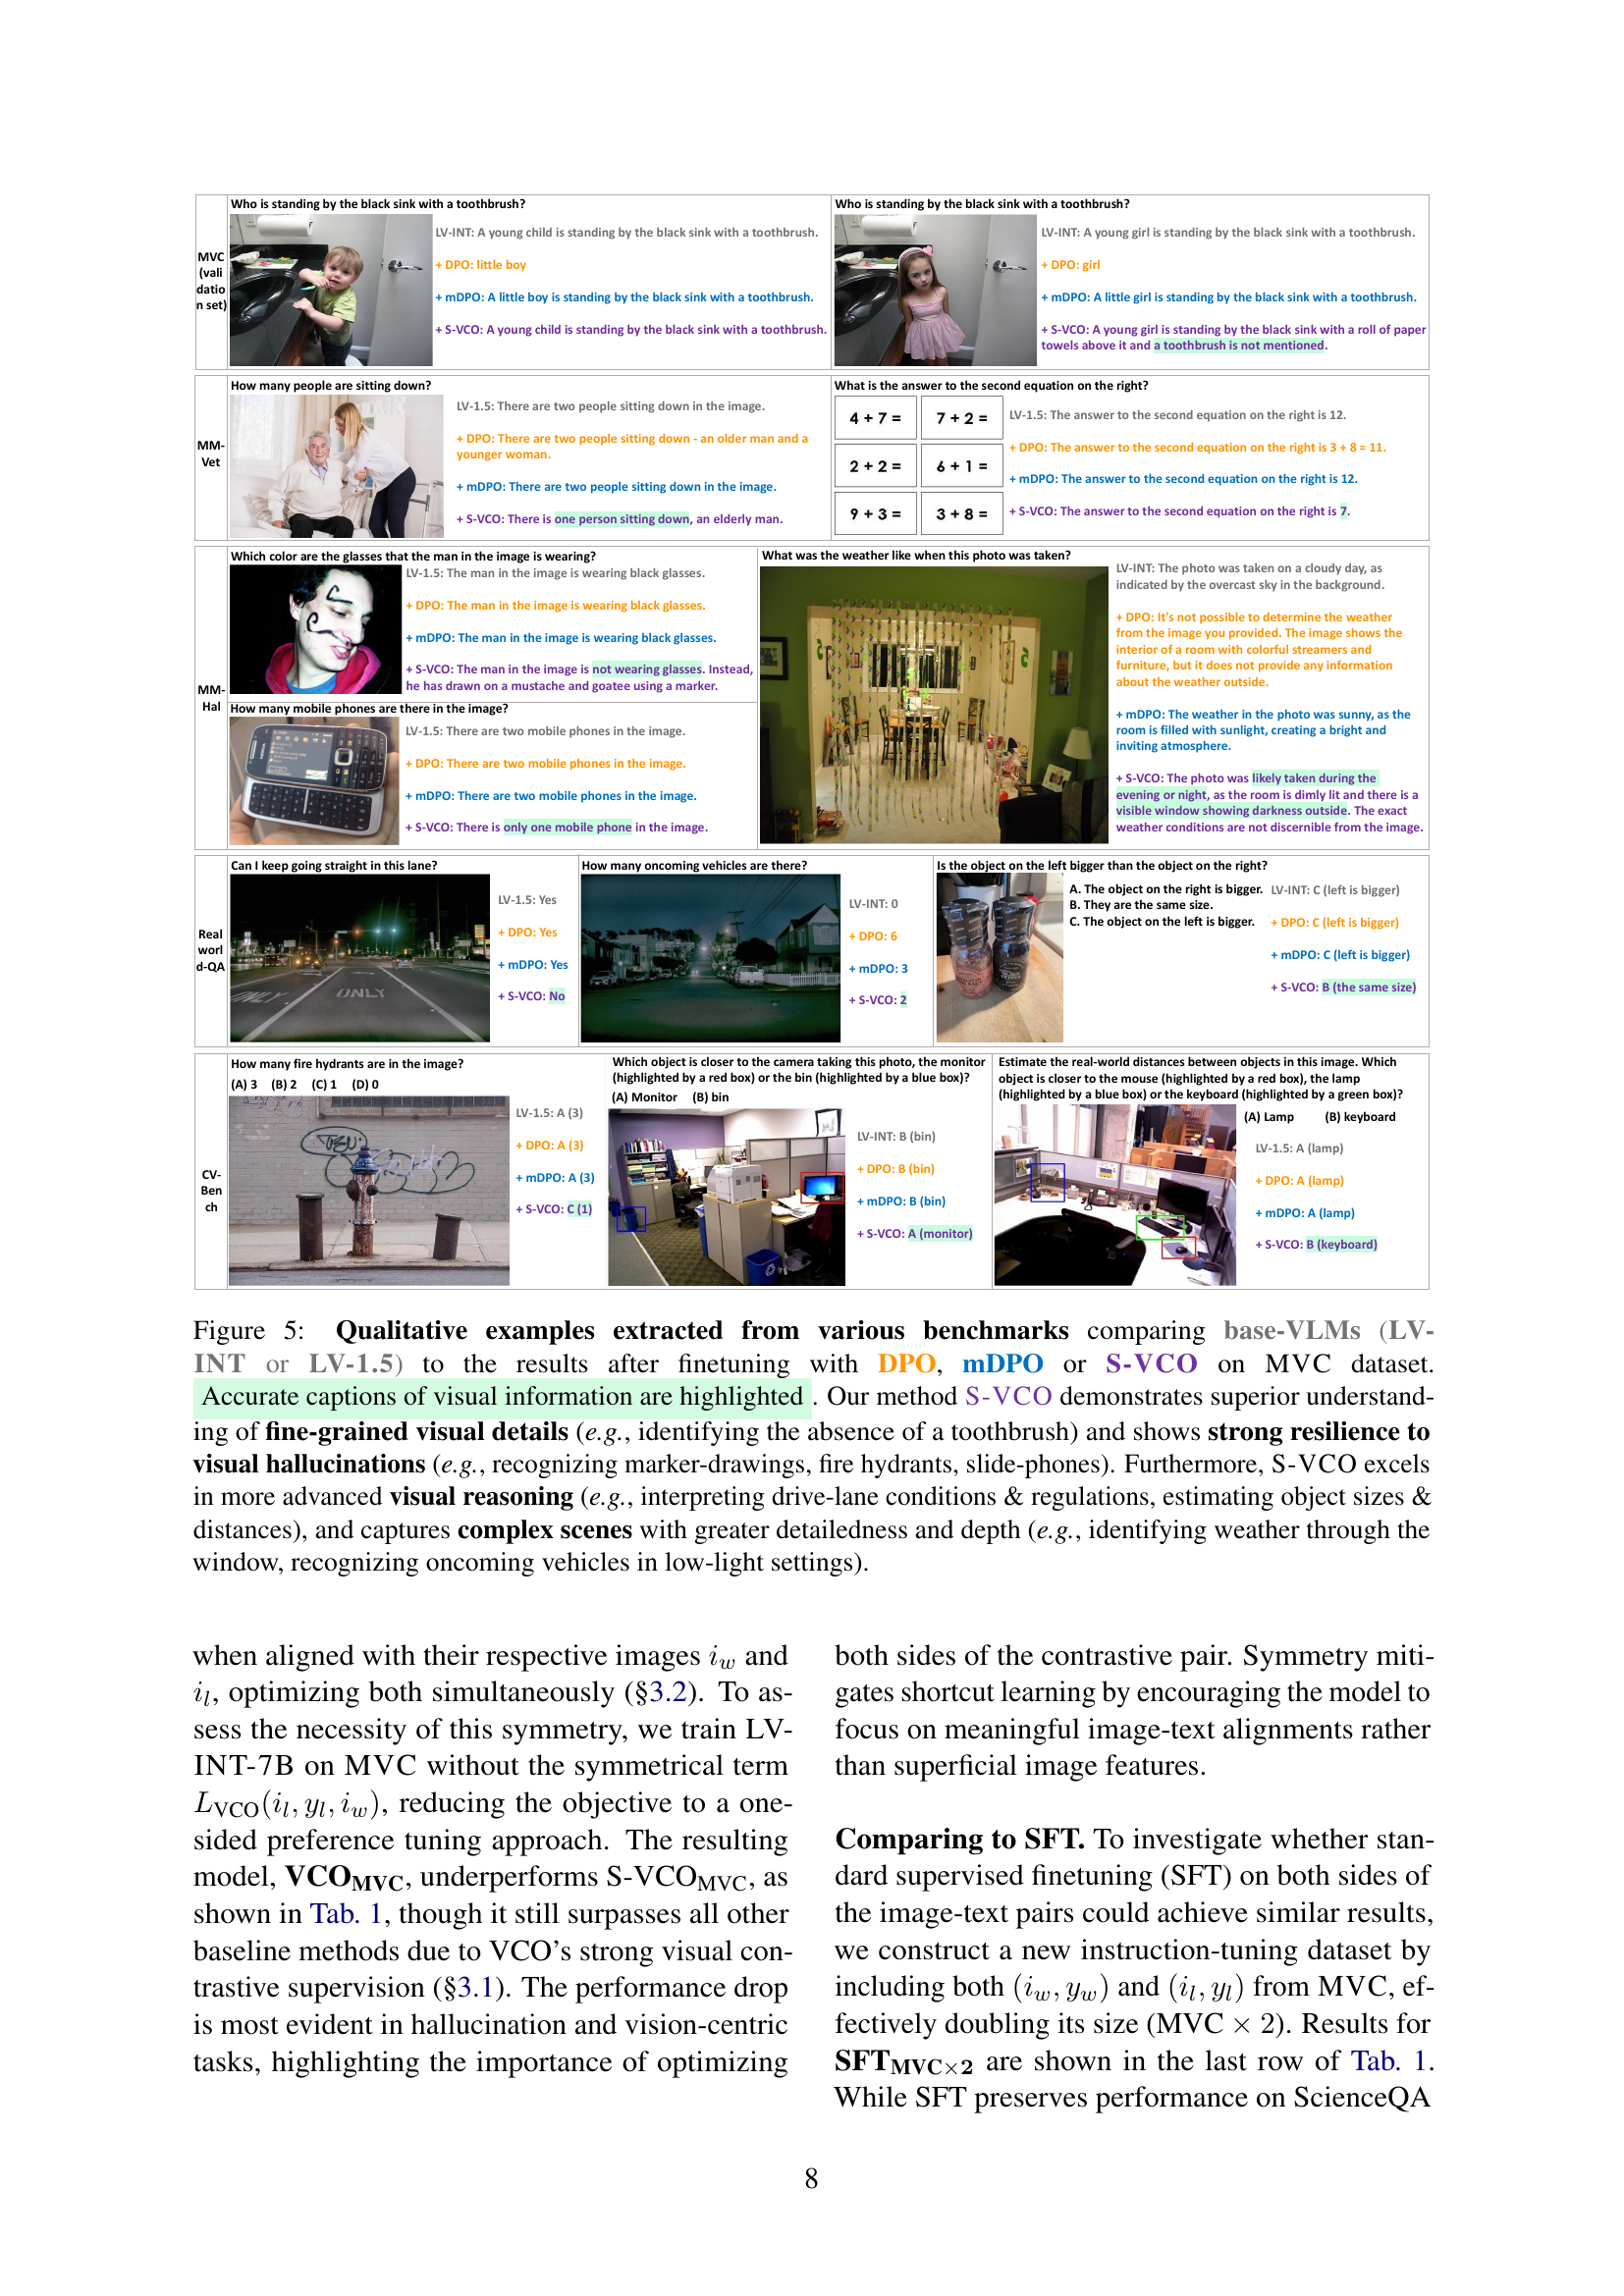 MVC
(vali
datio
n set)
Who is standing by the black sink with a toothbrush?
LV-INT: A young child is standing by the black sink with a toothbrush.
+ DPO: little boy
+ mDPO: A little boy is standing by the black sink with a toothbrush.
+ S-VCO: A young child is standing by the black sink with a toothbrush.
Who is standing by the black sink with a toothbrush?
LV-INT: A young girl is standing by the black sink with a toothbrush.
+ DPO: girl
+ mDPO: A little girl is standing by the black sink with a toothbrush.
+ S-VCO: A young girl is standing by the black sink with a roll of paper
towels above it and a toothbrush is not mentioned.
MM-
Vet
How many people are sitting down?
LV-1.5: There are two people sitting down in the image.
+ DPO: There are two people sitting down - an older man and a
younger woman.
+ mDPO: There are two people sitting down in the image.
+ S-VCO: There is one person sitting down, an elderly man.
What is the answer to the second equation on the right?
4 + 7 = 7 + 2 =
2 + 2 = 6 + 1 =
9 + 3 = 3 + 8 =
LV-1.5: The answer to the second equation on the right is 12.
+ DPO: The answer to the second equation on the right is 3 + 8 = 11.
+ mDPO: The answer to the second equation on the right is 12.
+ S-VCO: The answer to the second equation on the right is 7.
MM-
Hal
Which color are the glasses that the man in the image is wearing?
LV-1.5: The man in the image is wearing black glasses.
+ DPO: The man in the image is wearing black glasses.
+ mDPO: The man in the image is wearing black glasses.
+ S-VCO: The man in the image is not wearing glasses. Instead,
he has drawn on a mustache and goatee using a marker.
How many mobile phones are there in the image?
LV-1.5: There are two mobile phones in the image.
+ DPO: There are two mobile phones in the image.
+ mDPO: There are two mobile phones in the image.
+ S-VCO: There is only one mobile phone in the image.
What was the weather like when this photo was taken?
LV-INT: The photo was taken on a cloudy day, as
indicated by the overcast sky in the background.
+ DPO: It's not possible to determine the weather
from the image you provided. The image shows the
interior of a room with colorful streamers and
furniture, but it does not provide any information
about the weather outside.
+ mDPO: The weather in the photo was sunny, as the
room is filled with sunlight, creating a bright and
inviting atmosphere.
+ S-VCO: The photo was likely taken during the
evening or night, as the room is dimly lit and there is a
visible window showing darkness outside. The exact
weather conditions are not discernible from the image.
Real
worl
d-QA
Can I keep going straight in this lane?
ONLY
ONLY
LV-1.5: Yes
+ DPO: Yes
+ mDPO: Yes
+ S-VCO: No
How many oncoming vehicles are there?
LV-INT: 0
+ DPO: 6
+ mDPO: 3
+ S-VCO: 2
Is the object on the left bigger than the object on the right?
A. The object on the right is bigger.
B. They are the same size.
C. The object on the left is bigger.
LV-INT: C (left is bigger)
+ DPO: C (left is bigger)
+ mDPO: C (left is bigger)
+ S-VCO: B (the same size)
CV-
Ben
ch
How many fire hydrants are in the image?
(A) 3 (B) 2 (C) 1 (D) 0
LV-1.5: A (3)
+ DPO: A (3)
+ mDPO: A (3)
+ S-VCO: C (1)
Which object is closer to the camera taking this photo, the monitor
(highlighted by a red box) or the bin (highlighted by a blue box)?
(A) Monitor (B) bin
LV-INT: B (bin)
+ DPO: B (bin)
+ mDPO: B (bin)
+ S-VCO: A (monitor)
Estimate the real-world distances between objects in this image. Which
object is closer to the mouse (highlighted by a red box), the lamp
(highlighted by a blue box) or the keyboard (highlighted by a green box)?
(A) Lamp (B) keyboard
LV-1.5: A (lamp)
+ DPO: A (lamp)
+ mDPO: A (lamp)
+ S-VCO: B (keyboard)
Figure 5: Qualitative examples extracted from various benchmarks comparing base-VLMs (LV-
INT or LV-1.5) to the results after finetuning with DPO, mDPO or S-VCO on MVC dataset.
Accurate captions of visual information are highlighted . Our method S-VCO demonstrates superior understand-
ing of fine-grained visual details (e.g., identifying the absence of a toothbrush) and shows strong resilience to
visual hallucinations (e.g., recognizing marker-drawings, fire hydrants, slide-phones). Furthermore, S-VCO excels
in more advanced visual reasoning (e.g., interpreting drive-lane conditions & regulations, estimating object sizes &
distances), and captures complex scenes with greater detailedness and depth (e.g., identifying weather through the
window, recognizing oncoming vehicles in low-light settings).
when aligned with their respective images i_w and
i_l, optimizing both simultaneously (§3.2). To as-
sess the necessity of this symmetry, we train LV-
INT-7B on MVC without the symmetrical term
L_VCO(i_l, y_l, i_w), reducing the objective to a one-
sided preference tuning approach. The resulting
model, VCO_MVC, underperforms S-VCO_MVC, as
shown in Tab. 1, though it still surpasses all other
baseline methods due to VCO's strong visual con-
trastive supervision (§3.1). The performance drop
is most evident in hallucination and vision-centric
tasks, highlighting the importance of optimizing
both sides of the contrastive pair. Symmetry miti-
gates shortcut learning by encouraging the model to
focus on meaningful image-text alignments rather
than superficial image features.
Comparing to SFT. To investigate whether stan-
dard supervised finetuning (SFT) on both sides of
the image-text pairs could achieve similar results,
we construct a new instruction-tuning dataset by
including both (i_w, y_w) and (i_l, y_l) from MVC, ef-
fectively doubling its size (MVC × 2). Results for
SFT_MVC×2 are shown in the last row of Tab. 1.
While SFT preserves performance on ScienceQA
8